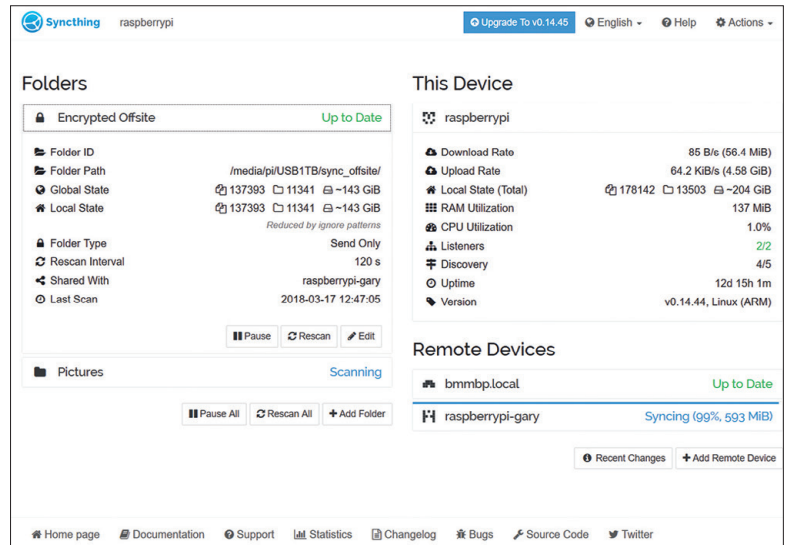 Syncthing raspberrypi Upgrade To v0.14.45 English Help Actions
Folders
Encrypted Offsite Up to Date
Folder ID
Folder Path /media/pi/USB1TB/sync_offsite/
Global State 137393 11341 ~143 GiB
Local State 137393 11341 ~143 GiB
Reduced by ignore patterns
Folder Type Send Only
Rescan Interval 120 s
Shared With raspberrypi-gary
Last Scan 2018-03-17 12:47:05
Pause Rescan Edit
Pictures Scanning
Pause All Rescan All +Add Folder
This Device
raspberrypi
Download Rate 85 B/s (56.4 MiB)
Upload Rate 64.2 KiB/s (4.58 GiB)
Local State (Total) 178142 13503 ~204 GiB
RAM Utilization 137 MiB
CPU Utilization 1.0%
Listeners 2/2
Discovery 4/5
Uptime 12d 15h 1m
Version v0.14.44, Linux (ARM)
Remote Devices
bmmbp.local Up to Date
raspberrypi-gary Syncing (99%, 593 MiB)
Recent Changes +Add Remote Device
Home page Documentation Support Statistics Changelog Bugs Source Code Twitter